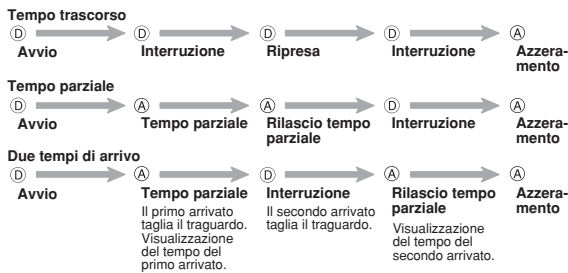 Tempo trascorso
D D D D A
Avvio Interruzione Ripresa Interruzione Azzera-
mento
Tempo parziale
D A A D A
Avvio Tempo parziale Rilascio tempo Interruzione Azzera-
parziale mento
Due tempi di arrivo
D A D A A
Avvio Tempo parziale Interruzione Rilascio tempo Azzera-
parziale mento
Il primo arrivato
taglia il traguardo.
Visualizzazione
del tempo del
primo arrivato.
Il secondo arrivato
taglia il traguardo.
Visualizzazione
del tempo del
secondo arrivato.